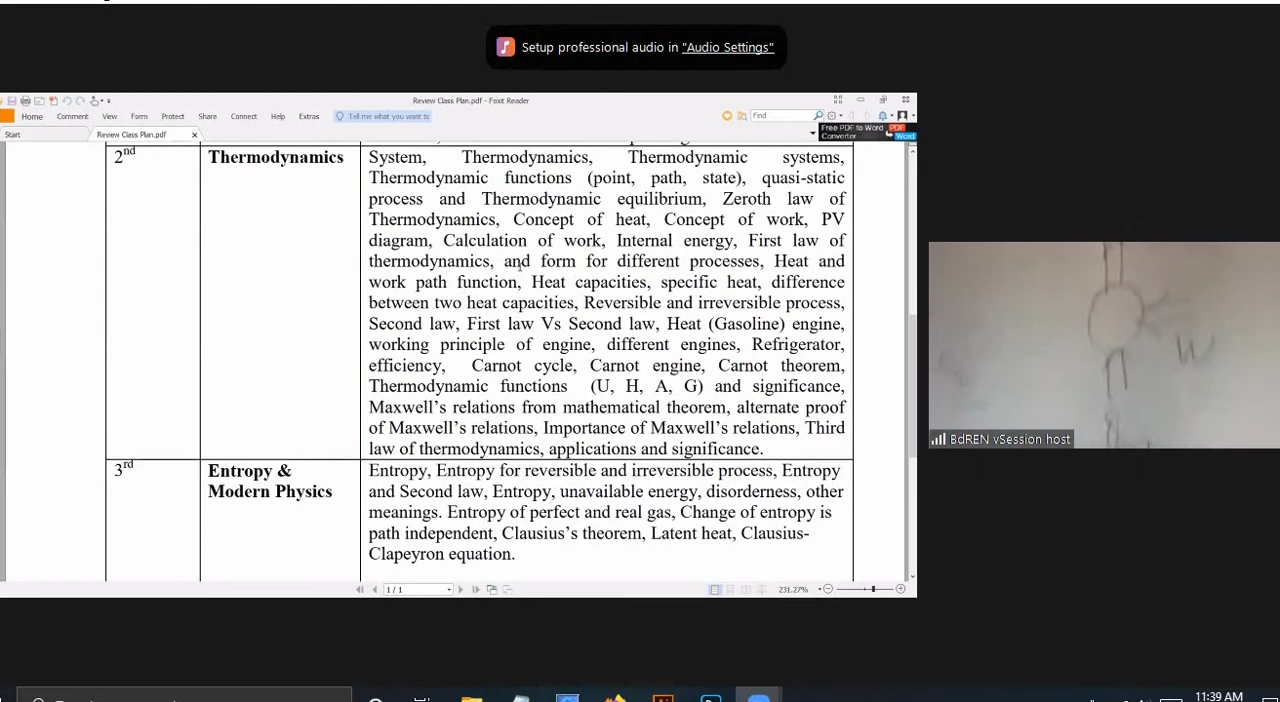 Setup professional audio in "Audio Settings"
Review Class Plan.pdf - Foxit Reader
Home Comment View Form Protect Share Connect Help Extras Tell me what you want to Find
Free PDF to Word Converter PDF Word
Start Review Class Plan.pdf
2nd Thermodynamics System, Thermodynamics, Thermodynamic systems,
Thermodynamic functions (point, path, state), quasi-static
process and Thermodynamic equilibrium, Zeroth law of
Thermodynamics, Concept of heat, Concept of work, PV
diagram, Calculation of work, Internal energy, First law of
thermodynamics, and form for different processes, Heat and
work path function, Heat capacities, specific heat, difference
between two heat capacities, Reversible and irreversible process,
Second law, First law Vs Second law, Heat (Gasoline) engine,
working principle of engine, different engines, Refrigerator,
efficiency, Carnot cycle, Carnot engine, Carnot theorem,
Thermodynamic functions (U, H, A, G) and significance,
Maxwell's relations from mathematical theorem, alternate proof
of Maxwell's relations, Importance of Maxwell's relations, Third
law of thermodynamics, applications and significance.
3rd Entropy & Entropy, Entropy for reversible and irreversible process, Entropy
Modern Physics and Second law, Entropy, unavailable energy, disorderness, other
meanings. Entropy of perfect and real gas, Change of entropy is
path independent, Clausius's theorem, Latent heat, Clausius-
Clapeyron equation.
1 / 1 231.27%
W
BdREN vSession host
11:39 AM